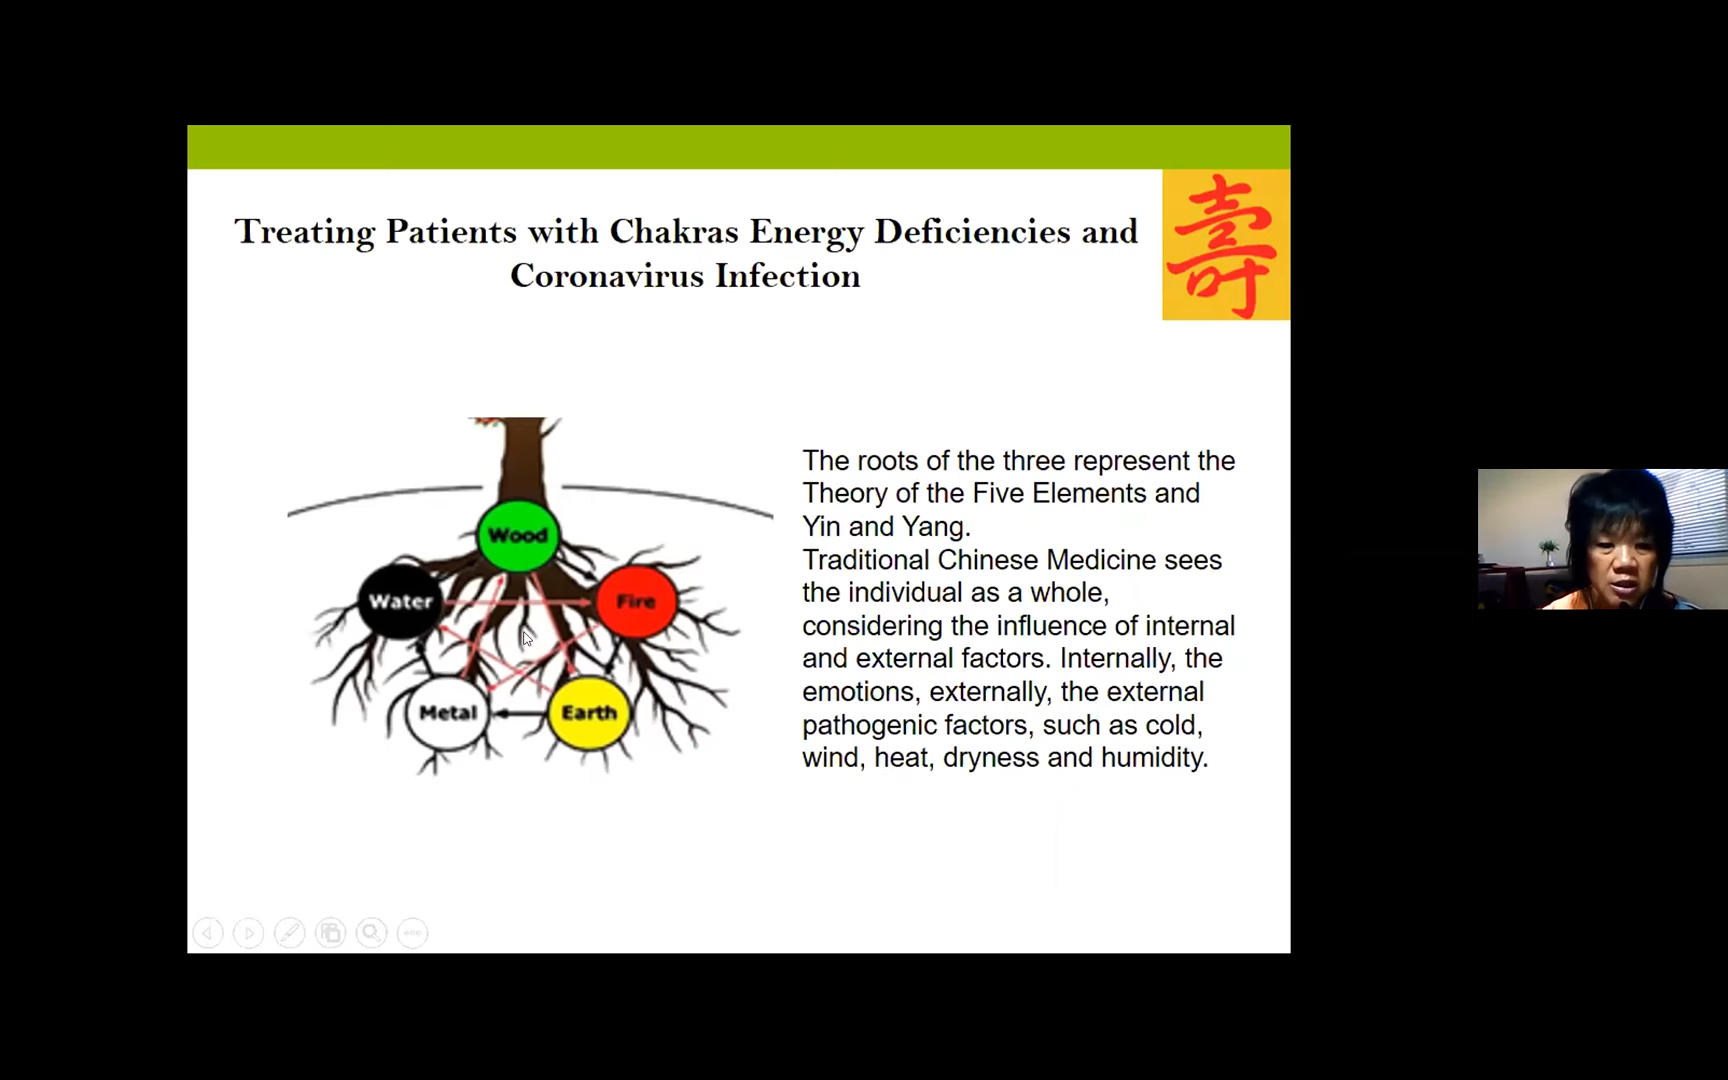 Treating Patients with Chakras Energy Deficiencies and
Coronavirus Infection
壽
The roots of the three represent the
Theory of the Five Elements and
Yin and Yang.
Traditional Chinese Medicine sees
the individual as a whole,
considering the influence of internal
and external factors. Internally, the
emotions, externally, the external
pathogenic factors, such as cold,
wind, heat, dryness and humidity.
Wood
Water
Fire
Metal
Earth